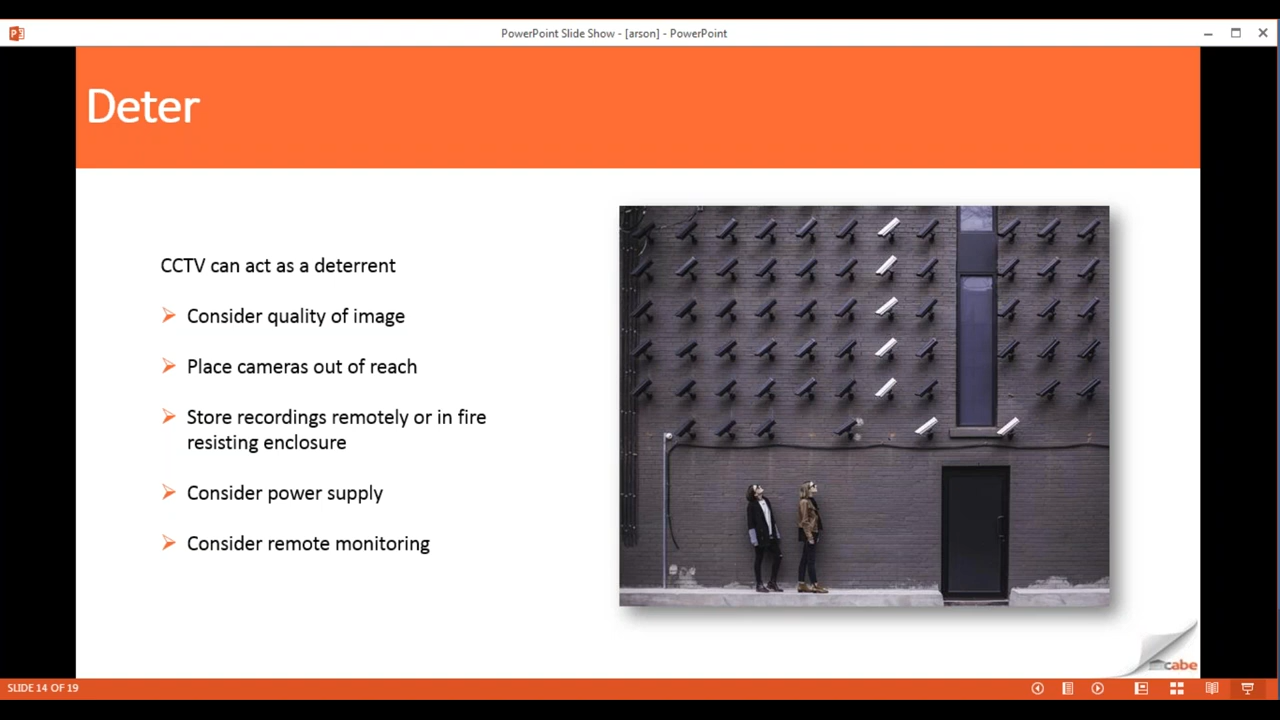 PowerPoint Slide Show - [arson] - PowerPoint
Deter
CCTV can act as a deterrent
Consider quality of image
Place cameras out of reach
Store recordings remotely or in fire
resisting enclosure
Consider power supply
Consider remote monitoring
cabe
SLIDE 14 OF 19